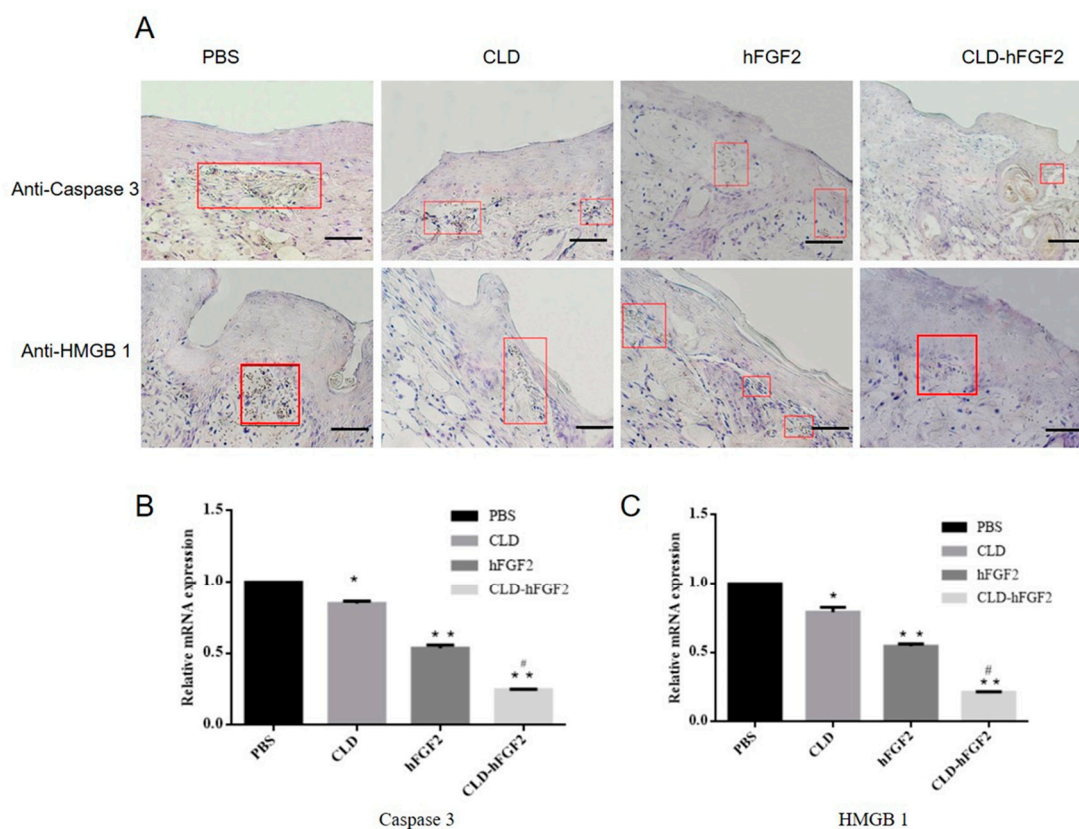 A
PBS CLD hFGF2 CLD-hFGF2
Anti-Caspase 3
Anti-HMGB 1
B
Relative mRNA expression
1.5
1.0
0.5
0.0
PBS
CLD
hFGF2
CLD-hFGF2
*
**
#
**
PBS CLD hFGF2 CLD-hFGF2
Caspase 3
C
Relative mRNA expression
1.5
1.0
0.5
0.0
PBS
CLD
hFGF2
CLD-hFGF2
*
**
#
**
PBS CLD hFGF2 CLD-hFGF2
HMGB 1